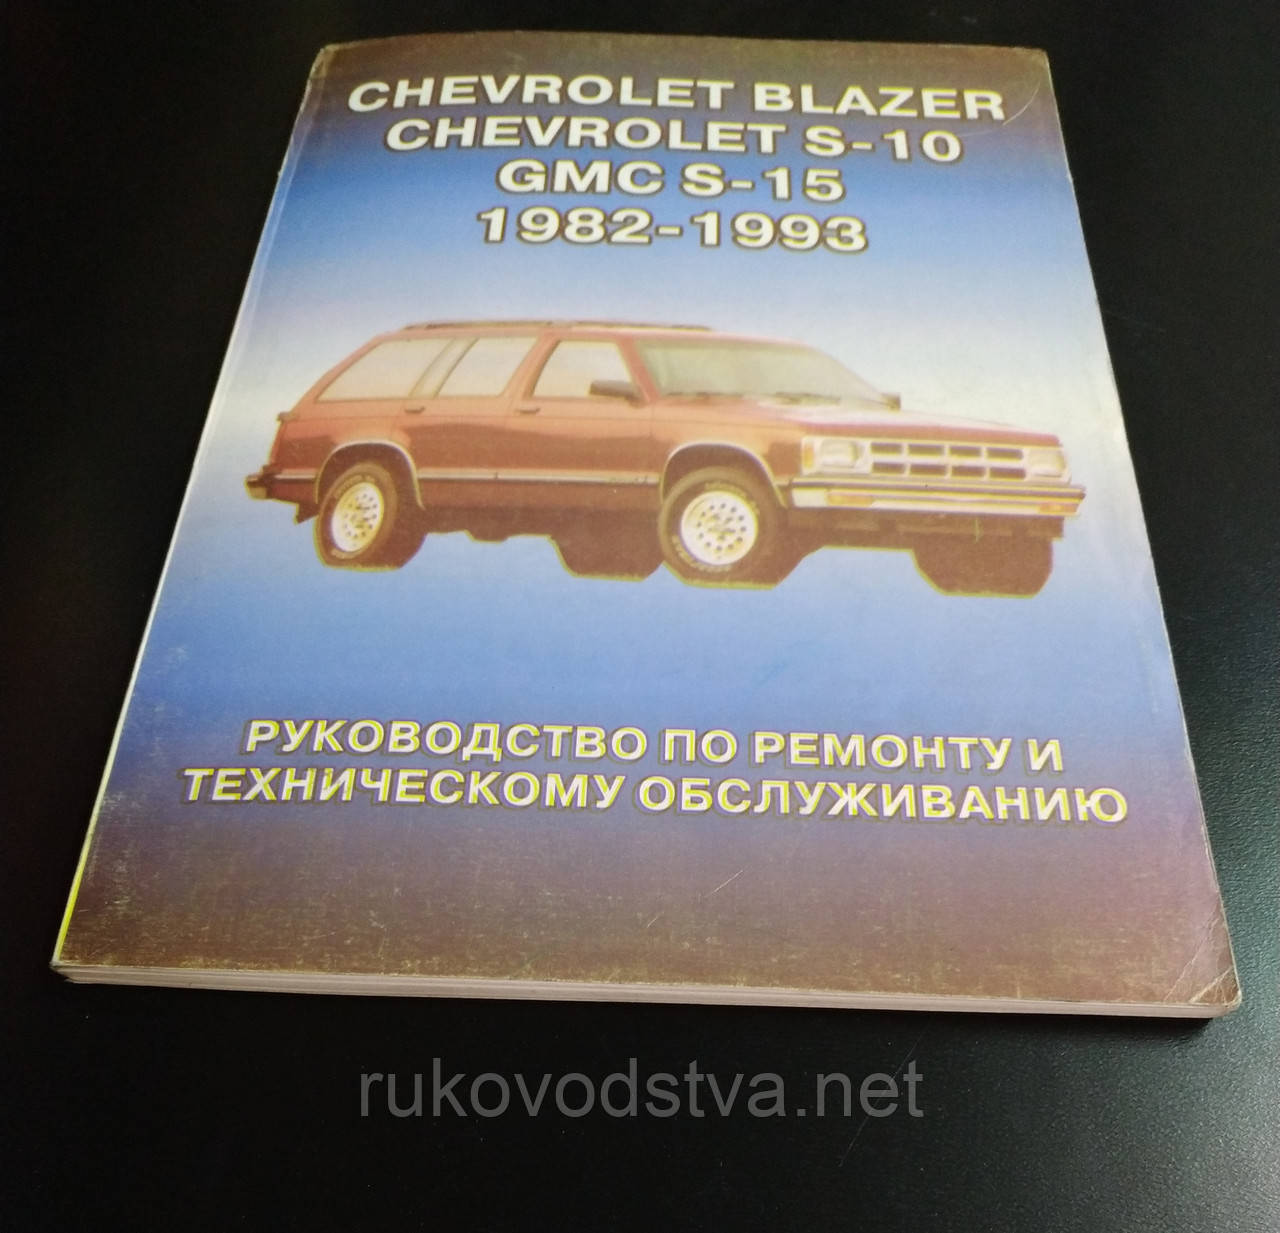 CHEVROLET BLAZER
CHEVROLET S-10
GMC S-15
1982-1993
РУКОВОДСТВО ПО РЕМОНТУ И
ТЕХНИЧЕСКОМУ ОБСЛУЖИВАНИЮ
rukovodstva.net